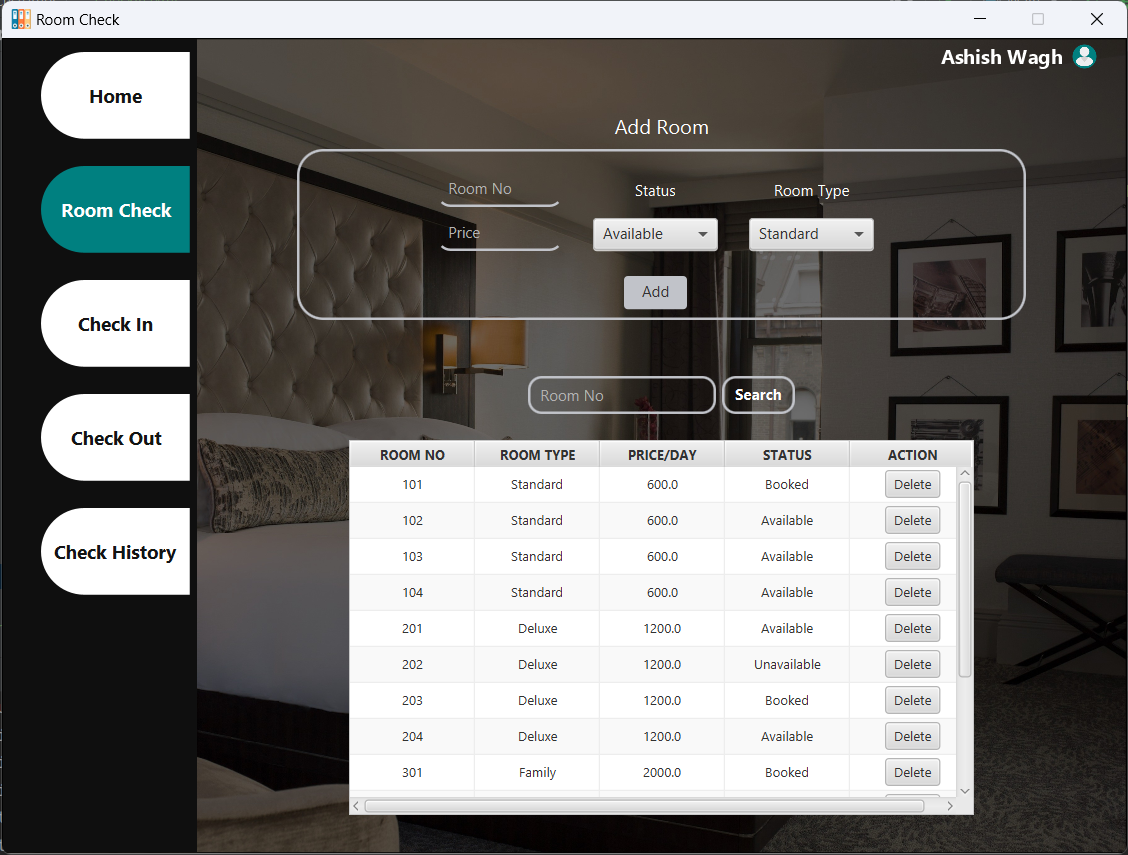 Room Check
Ashish Wagh
Home
Room Check
Check In
Check Out
Check History
Add Room
Room No Status Room Type
Price Available Standard
Add
Room No Search
ROOM NO ROOM TYPE PRICE/DAY STATUS ACTION
101 Standard 600.0 Booked Delete
102 Standard 600.0 Available Delete
103 Standard 600.0 Available Delete
104 Standard 600.0 Available Delete
201 Deluxe 1200.0 Available Delete
202 Deluxe 1200.0 Unavailable Delete
203 Deluxe 1200.0 Booked Delete
204 Deluxe 1200.0 Available Delete
301 Family 2000.0 Booked Delete